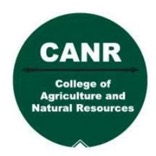 CANR
College of
Agriculture and
Natural Resources